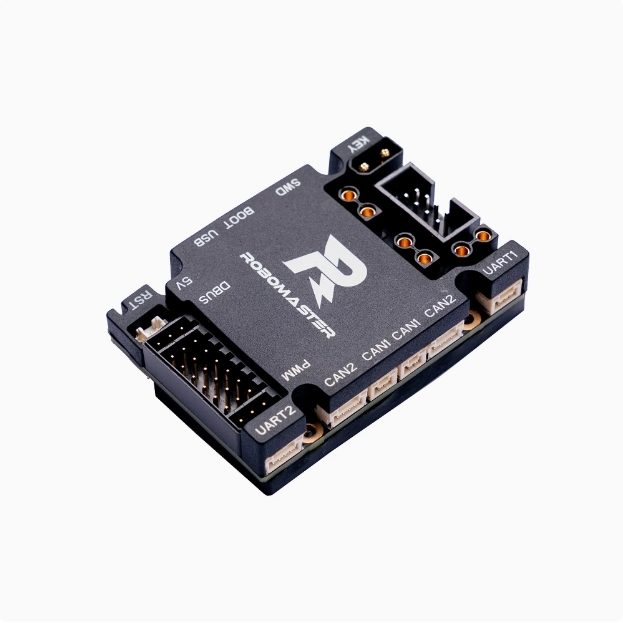 KEY
SWD
BOOT
USB
5V
DBUS
RST
ROBOMASTER
PWM
UART2
CAN2
CAN1
CAN1
CAN2
UART1